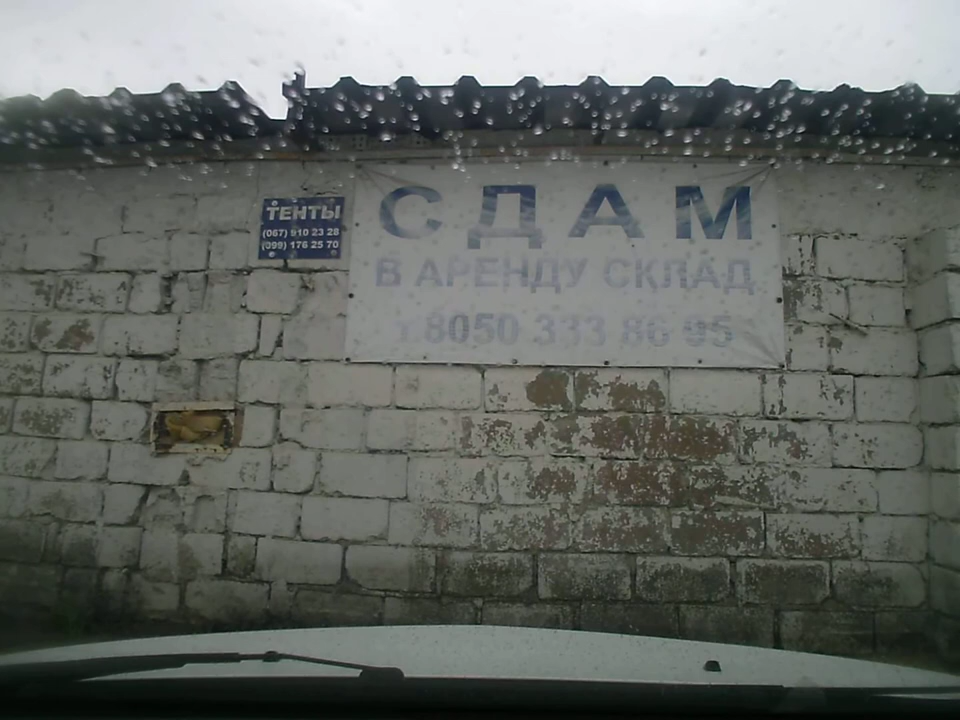 ТЕНТЫ
(067) 910 23 28
(099) 176 25 70
СДАМ
В АРЕНДУ СКЛАД
т.8050 333 86 95